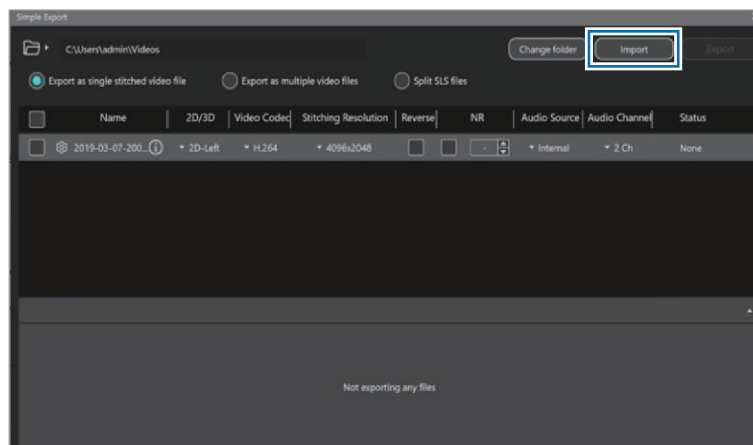 Simple Export
C:\Users\admin\Videos
Change folder
Import
Export
Export as single stitched video file
Export as multiple video files
Split SLS files
Name 2D/3D Video Codec Stitching Resolution Reverse NR Audio Source Audio Channel Status
2019-03-07-200... 2D-Left H.264 4096x2048 - Internal 2 Ch None
Not exporting any files